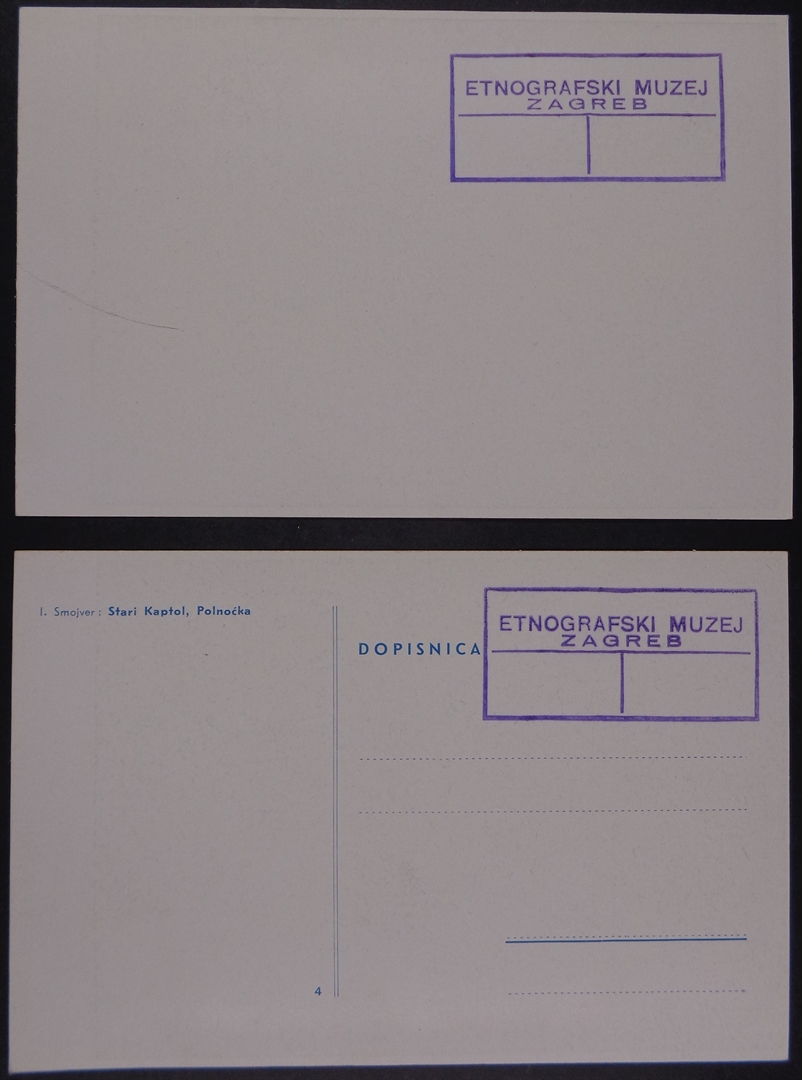 ETNOGRAFSKI MUZEJ
ZAGREB
I. Smojver: Stari Kaptol, Polnoćka
DOPISNICA
ETNOGRAFSKI MUZEJ
ZAGREB
4